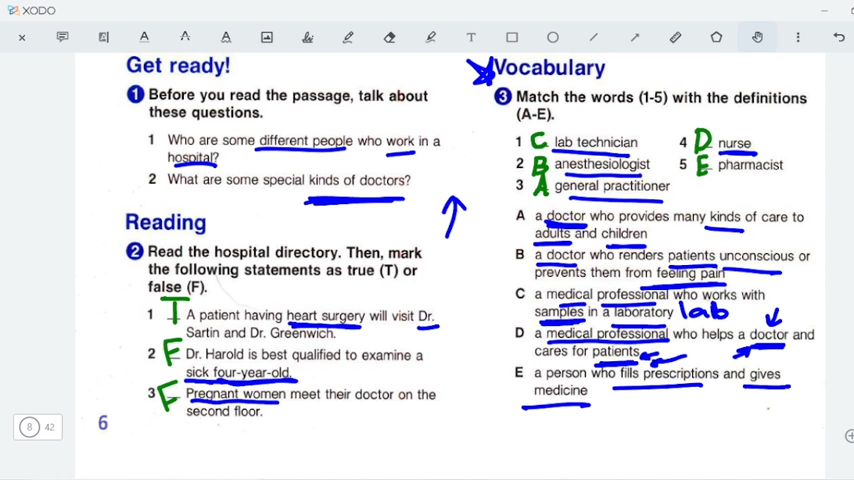 XODO
Get ready!
1 Before you read the passage, talk about
these questions.
1 Who are some different people who work in a
hospital?
2 What are some special kinds of doctors?
Reading
2 Read the hospital directory. Then, mark
the following statements as true (T) or
false (F).
1 T A patient having heart surgery will visit Dr.
Sartin and Dr. Greenwich.
2 F Dr. Harold is best qualified to examine a
sick four-year-old.
3 F Pregnant women meet their doctor on the
second floor.
6
8 42
Vocabulary
3 Match the words (1-5) with the definitions
(A-E).
1 C lab technician 4 D nurse
2 B anesthesiologist 5 E pharmacist
3 A general practitioner
A a doctor who provides many kinds of care to
adults and children
B a doctor who renders patients unconscious or
prevents them from feeling pain
C a medical professional who works with
samples in a laboratory lab
D a medical professional who helps a doctor and
cares for patients
E a person who fills prescriptions and gives
medicine